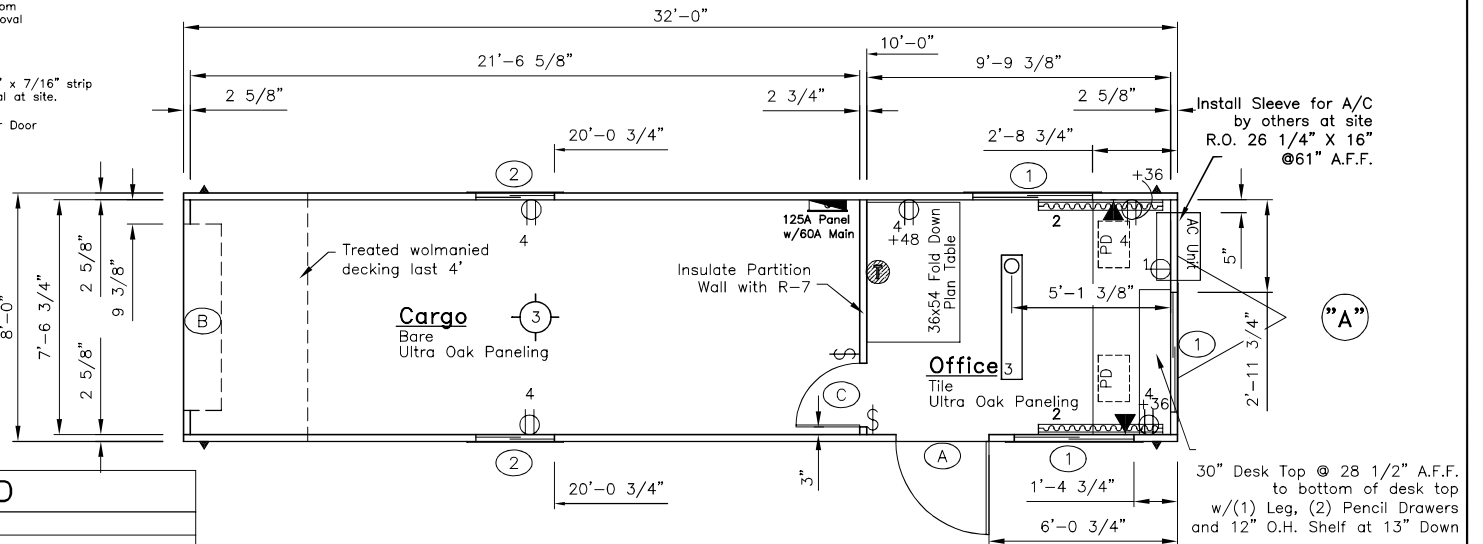 om
oval
' x 7/16" strip
al at site.
r Door
32'-0"
10'-0"
21'-6 5/8"
9'-9 3/8"
2 5/8"
2 3/4"
2 5/8"
20'-0 3/4"
2'-8 3/4"
Install Sleeve for A/C
by others at site
R.O. 26 1/4" X 16"
@61" A.F.F.
2
1
+36
8'-0"
7'-6 3/4"
2 5/8"
9 3/8"
2 5/8"
4
125A Panel
w/60A Main
4
+48
2
PD
4
AC Unit
1
5"
Treated wolmanied
decking last 4'
Insulate Partition
Wall with R-7
T
36x54 Fold Down
Plan Table
5'-1 3/8"
2'-11 3/4"
"A"
B
Cargo
Bare
Ultra Oak Paneling
3
$
C
$
Office
Tile
Ultra Oak Paneling
3
PD
1
4
2
4
+36
2
20'-0 3/4"
3"
A
1
1'-4 3/4"
6'-0 3/4"
30" Desk Top @ 28 1/2" A.F.F.
to bottom of desk top
w/(1) Leg, (2) Pencil Drawers
and 12" O.H. Shelf at 13" Down